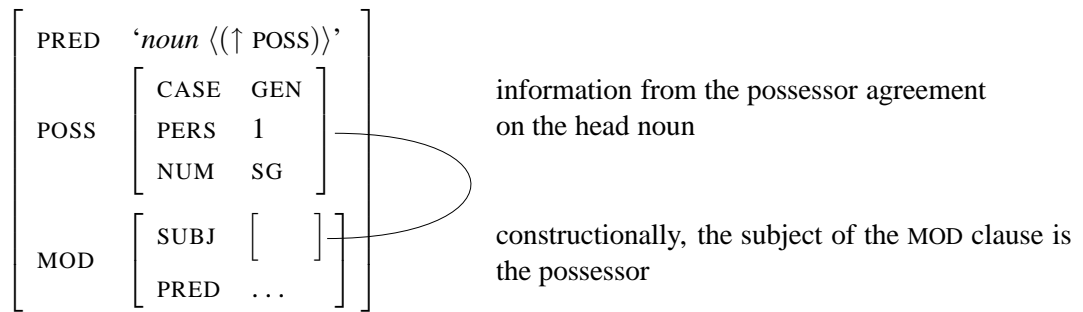 PRED ‘noun ⟨(↑ POSS)⟩’
CASE GEN
information from the possessor agreement
POSS PERS 1
on the head noun
NUM SG
SUBJ [ ]
constructionally, the subject of the MOD clause is
MOD
the possessor
PRED ...